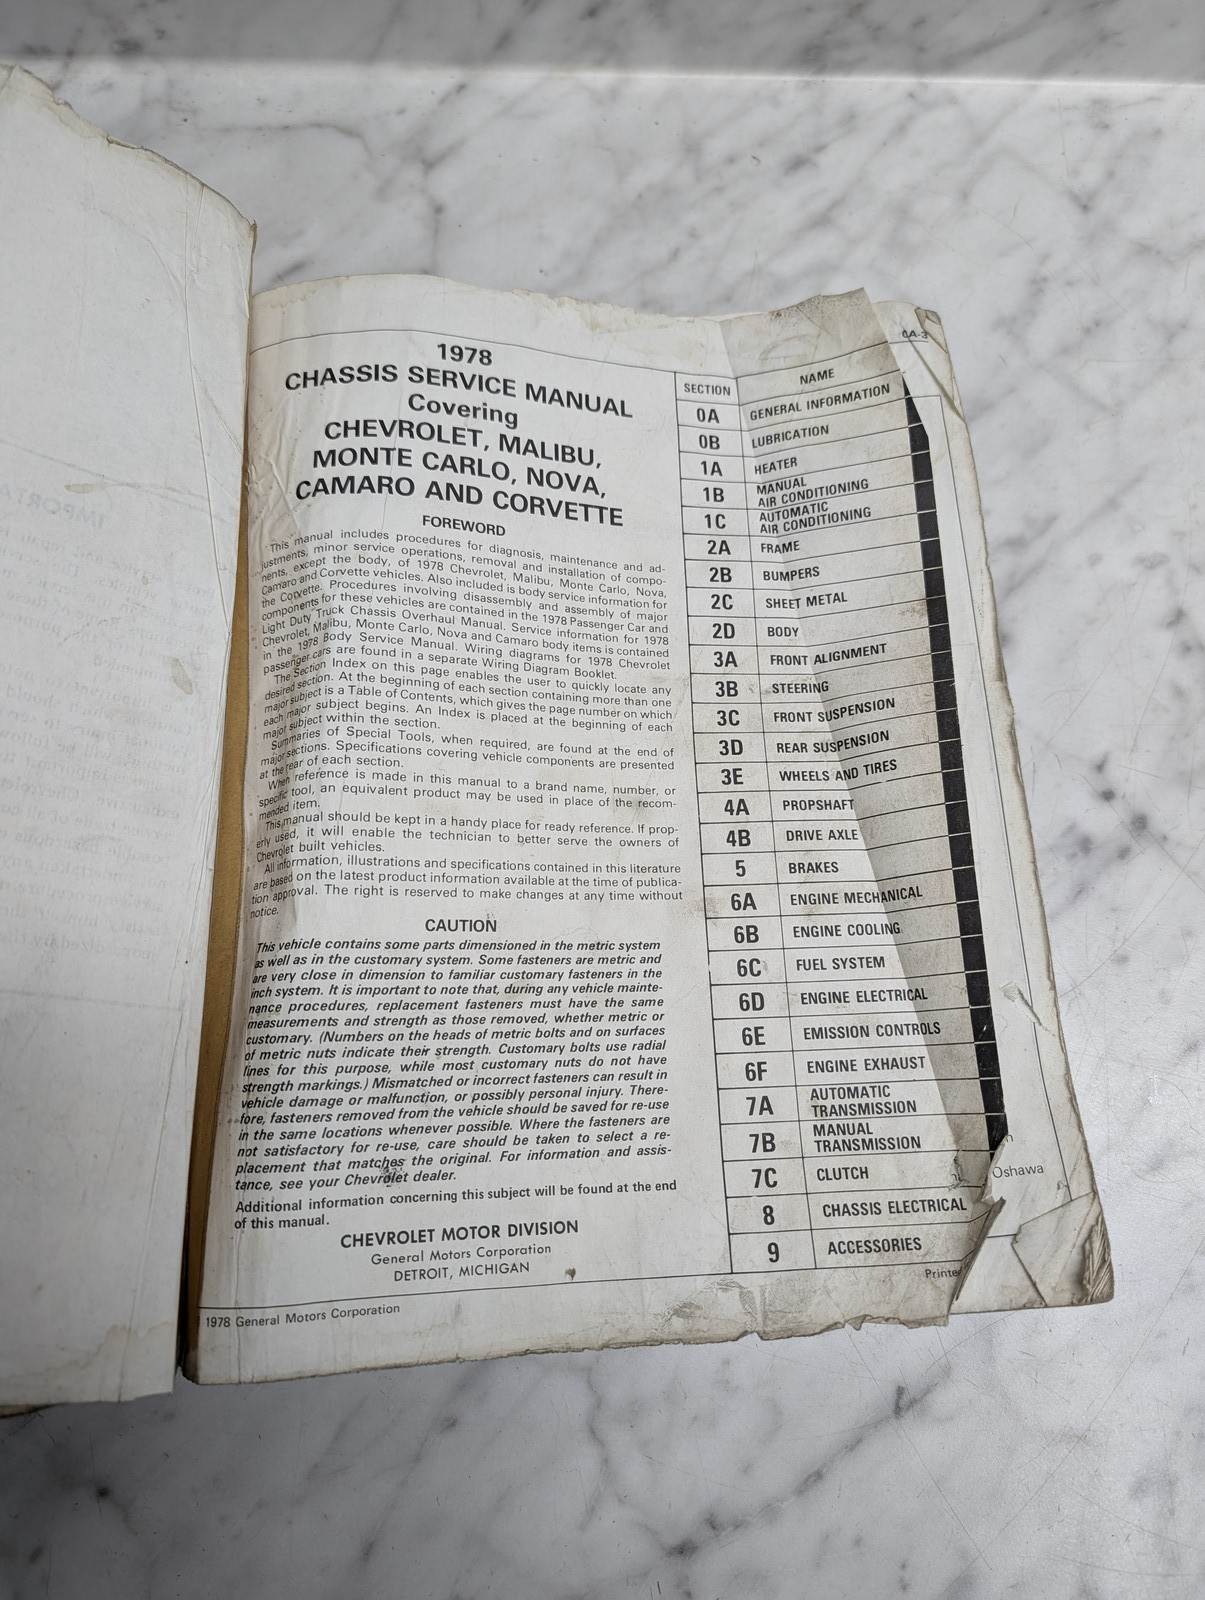 1978
CHASSIS SERVICE MANUAL
Covering
CHEVROLET, MALIBU,
MONTE CARLO, NOVA,
CAMARO AND CORVETTE
FOREWORD
This manual includes procedures for diagnosis, maintenance and ad-
justments, minor service operations, removal and installation of compo-
nents, except the body, of 1978 Chevrolet, Malibu, Monte Carlo, Nova,
Camaro and Corvette vehicles. Also included is body service information for
the Corvette. Procedures involving disassembly and assembly of major
components for these vehicles are contained in the 1978 Passenger Car and
Light Duty Truck Chassis Overhaul Manual. Service information for 1978
Chevrolet, Malibu, Monte Carlo, Nova and Camaro body items is contained
in the 1978 Body Service Manual. Wiring diagrams for 1978 Chevrolet
passenger cars are found in a separate Wiring Diagram Booklet.
The Section Index on this page enables the user to quickly locate any
desired section. At the beginning of each section containing more than one
major subject is a Table of Contents, which gives the page number on which
each major subject begins. An Index is placed at the beginning of each
major subject within the section.
Summaries of Special Tools, when required, are found at the end of
major sections. Specifications covering vehicle components are presented
at the rear of each section.
When reference is made in this manual to a brand name, number, or
specific tool, an equivalent product may be used in place of the recom-
mended item.
This manual should be kept in a handy place for ready reference. If prop-
erly used, it will enable the technician to better serve the owners of
Chevrolet built vehicles.
All information, illustrations and specifications contained in this literature
are based on the latest product information available at the time of publica-
tion approval. The right is reserved to make changes at any time without
notice.
CAUTION
This vehicle contains some parts dimensioned in the metric system
as well as in the customary system. Some fasteners are metric and
are very close in dimension to familiar customary fasteners in the
inch system. It is important to note that, during any vehicle mainte-
nance procedures, replacement fasteners must have the same
measurements and strength as those removed, whether metric or
customary. (Numbers on the heads of metric bolts and on surfaces
of metric nuts indicate their strength. Customary bolts use radial
lines for this purpose, while most customary nuts do not have
strength markings.) Mismatched or incorrect fasteners can result in
vehicle damage or malfunction, or possibly personal injury. There-
fore, fasteners removed from the vehicle should be saved for re-use
in the same locations whenever possible. Where the fasteners are
not satisfactory for re-use, care should be taken to select a re-
placement that matches the original. For information and assis-
tance, see your Chevrolet dealer.
Additional information concerning this subject will be found at the end
of this manual.
CHEVROLET MOTOR DIVISION
General Motors Corporation
DETROIT, MICHIGAN
1978 General Motors Corporation
0A-3
SECTION NAME
0A GENERAL INFORMATION
0B LUBRICATION
1A HEATER
1B MANUAL
AIR CONDITIONING
1C AUTOMATIC
AIR CONDITIONING
2A FRAME
2B BUMPERS
2C SHEET METAL
2D BODY
3A FRONT ALIGNMENT
3B STEERING
3C FRONT SUSPENSION
3D REAR SUSPENSION
3E WHEELS AND TIRES
4A PROPSHAFT
4B DRIVE AXLE
5 BRAKES
6A ENGINE MECHANICAL
6B ENGINE COOLING
6C FUEL SYSTEM
6D ENGINE ELECTRICAL
6E EMISSION CONTROLS
6F ENGINE EXHAUST
7A AUTOMATIC
TRANSMISSION
7B MANUAL
TRANSMISSION
7C CLUTCH
8 CHASSIS ELECTRICAL
9 ACCESSORIES
Oshawa
Printe